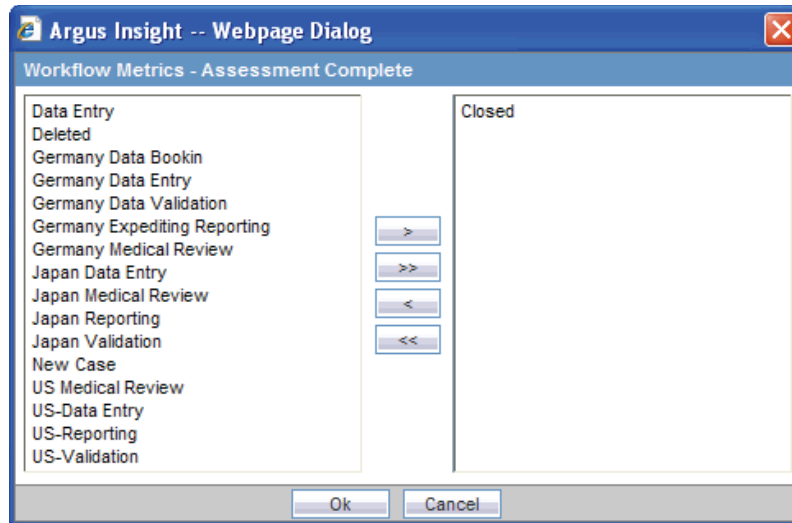 Argus Insight -- Webpage Dialog
Workflow Metrics - Assessment Complete
Data Entry
Deleted
Germany Data Bookin
Germany Data Entry
Germany Data Validation
Germany Expediting Reporting
Germany Medical Review
Japan Data Entry
Japan Medical Review
Japan Reporting
Japan Validation
New Case
US Medical Review
US-Data Entry
US-Reporting
US-Validation
>
>>
<
<<
Closed
Ok Cancel